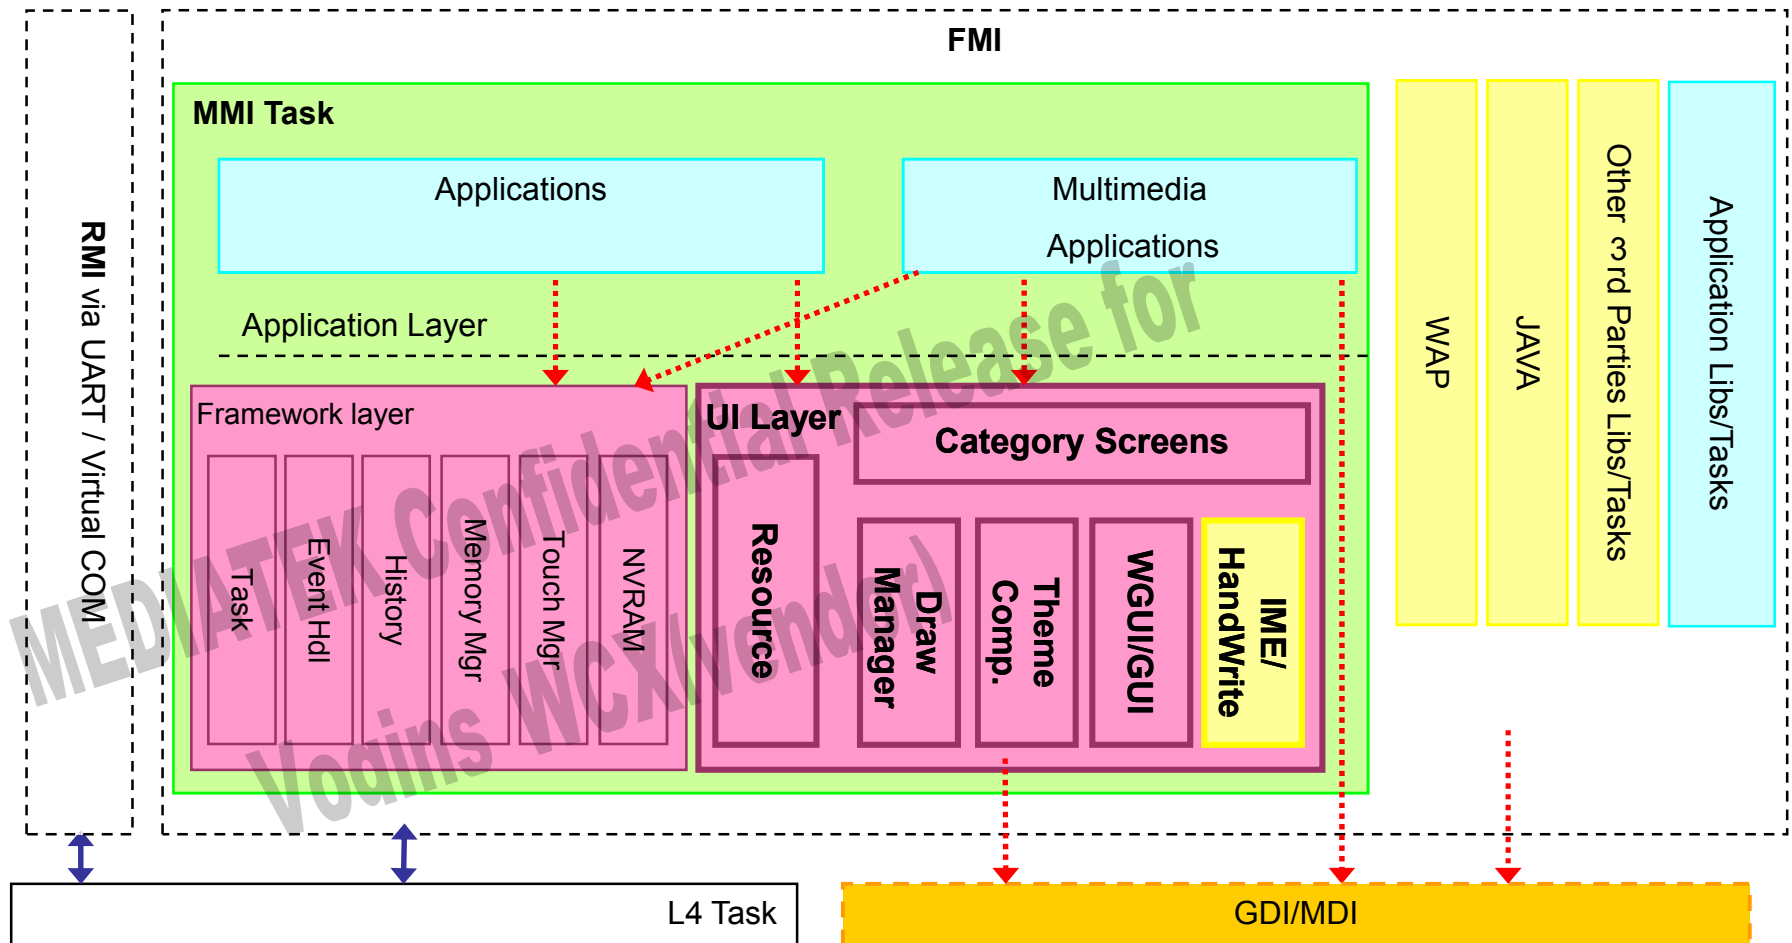 FMI
MMI Task
Applications
Multimedia
Applications
Application Layer
Framework layer
Task
Event Hdl
History
Memory Mgr
Touch Mgr
NVRAM
UI Layer
Category Screens
Resource
Draw
Manager
Theme
Comp.
WGUI/GUI
IME/
HandWrite
RMI via UART / Virtual COM
WAP
JAVA
Other 3rd Parties Libs/Tasks
Application Libs/Tasks
L4 Task
GDI/MDI
MEDIATEK Confidential Release for
Vogins WCX(vendor)